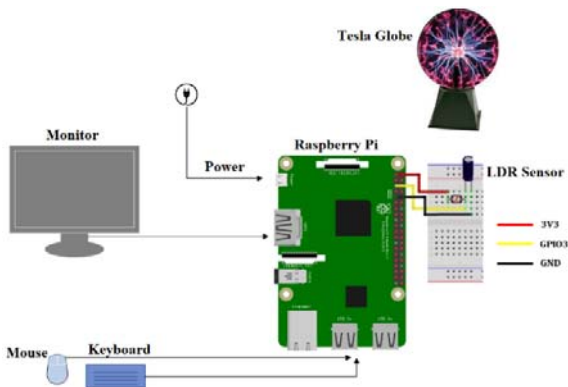 Tesla Globe
Monitor
Raspberry Pi
Power
LDR Sensor
3V3
GPIO3
GND
Mouse
Keyboard